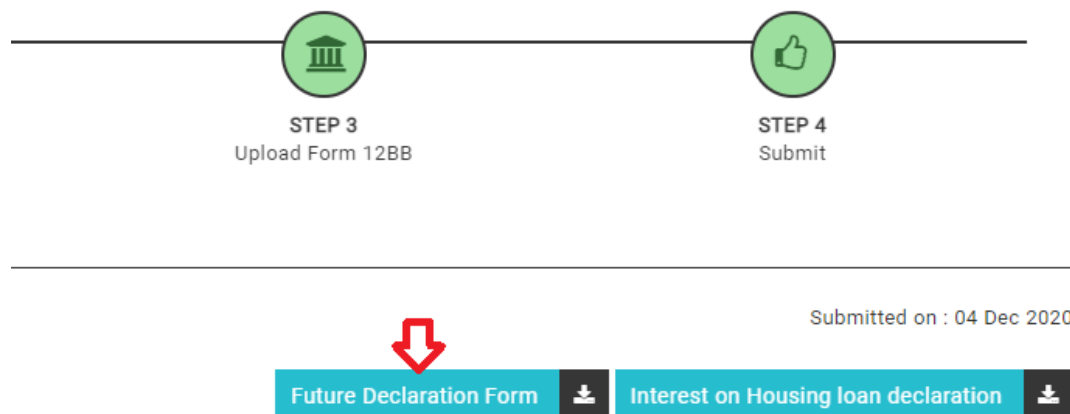 STEP 3
Upload Form 12BB
STEP 4
Submit
Submitted on : 04 Dec 2020
Future Declaration Form
Interest on Housing loan declaration